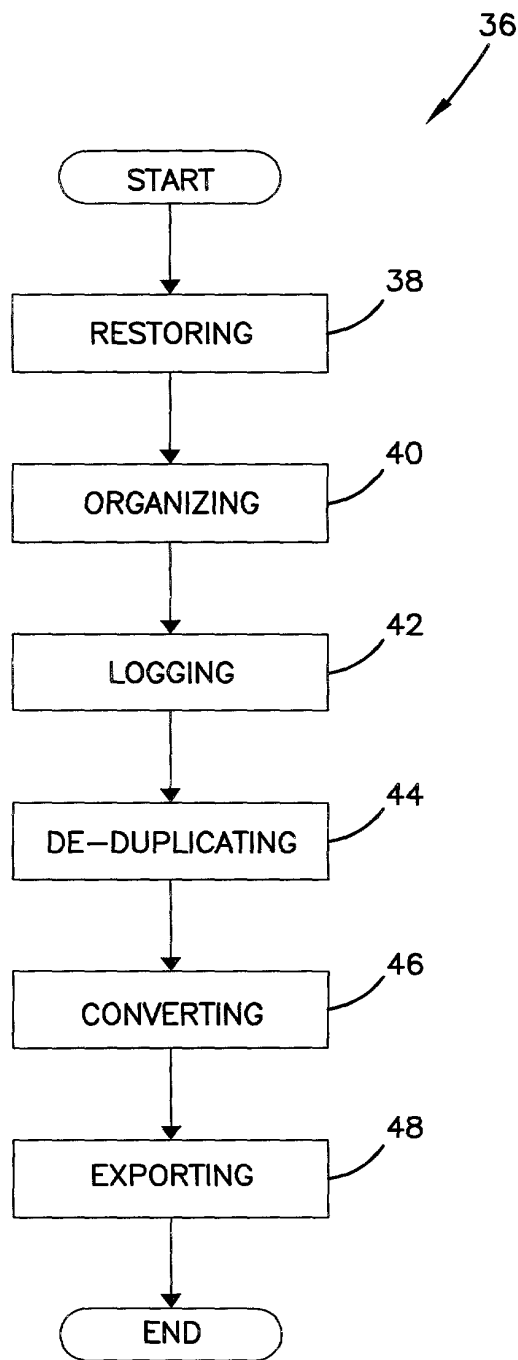 36
START
RESTORING
38
ORGANIZING
40
LOGGING
42
DE-DUPLICATING
44
CONVERTING
46
EXPORTING
48
END